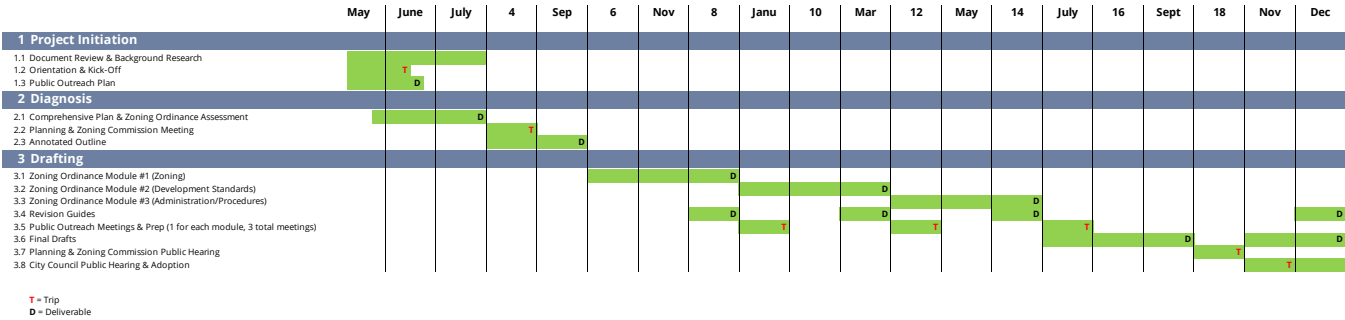 May June July 4 Sep 6 Nov 8 Janu 10 Mar 12 May 14 July 16 Sept 18 Nov Dec
1 Project Initiation
1.1 Document Review & Background Research
1.2 Orientation & Kick-Off T
1.3 Public Outreach Plan D
2 Diagnosis
2.1 Comprehensive Plan & Zoning Ordinance Assessment D
2.2 Planning & Zoning Commission Meeting T
2.3 Annotated Outline D
3 Drafting
3.1 Zoning Ordinance Module #1 (Zoning) D
3.2 Zoning Ordinance Module #2 (Development Standards) D
3.3 Zoning Ordinance Module #3 (Administration/Procedures) D
3.4 Revision Guides D D D D
3.5 Public Outreach Meetings & Prep (1 for each module, 3 total meetings) T T T
3.6 Final Drafts D D
3.7 Planning & Zoning Commission Public Hearing T
3.8 City Council Public Hearing & Adoption T
T = Trip
D = Deliverable